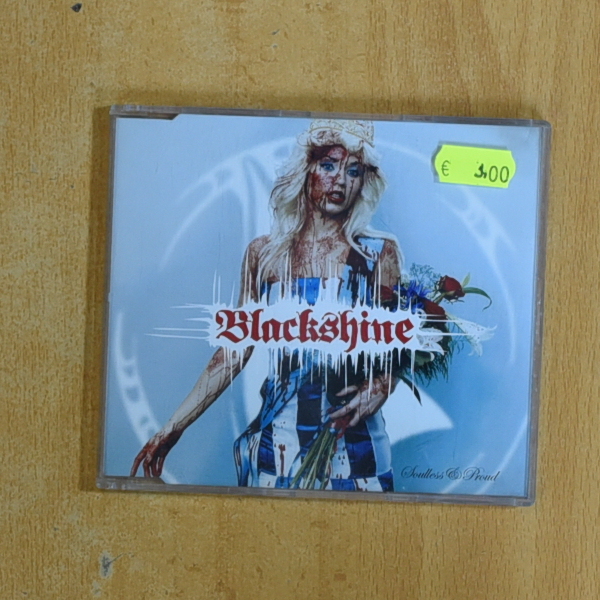 € 3,00
Blackshine
Soulless & Proud